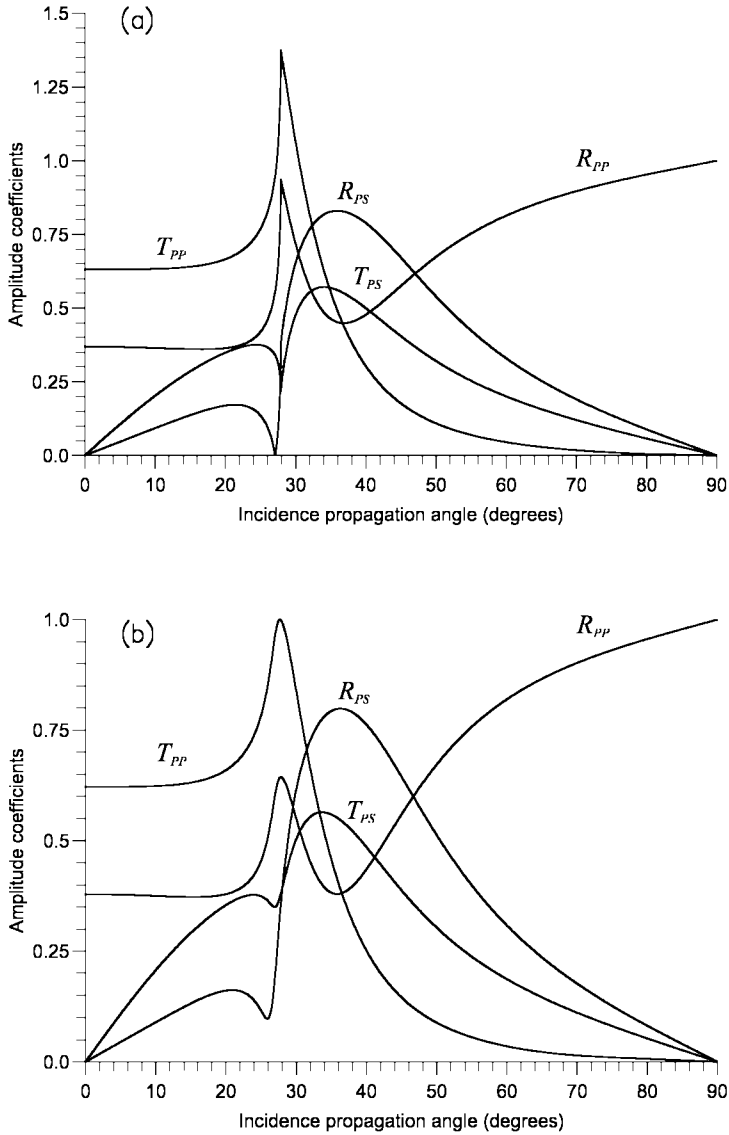 (a)
1.5
1.25
1.0
0.75
0.5
0.25
0.0
Amplitude coefficients
T_PP
R_PS
T_PS
R_PP
0 10 20 30 40 50 60 70 80 90
Incidence propagation angle (degrees)
(b)
1.0
0.75
0.5
0.25
0.0
Amplitude coefficients
T_PP
R_PS
T_PS
R_PP
0 10 20 30 40 50 60 70 80 90
Incidence propagation angle (degrees)